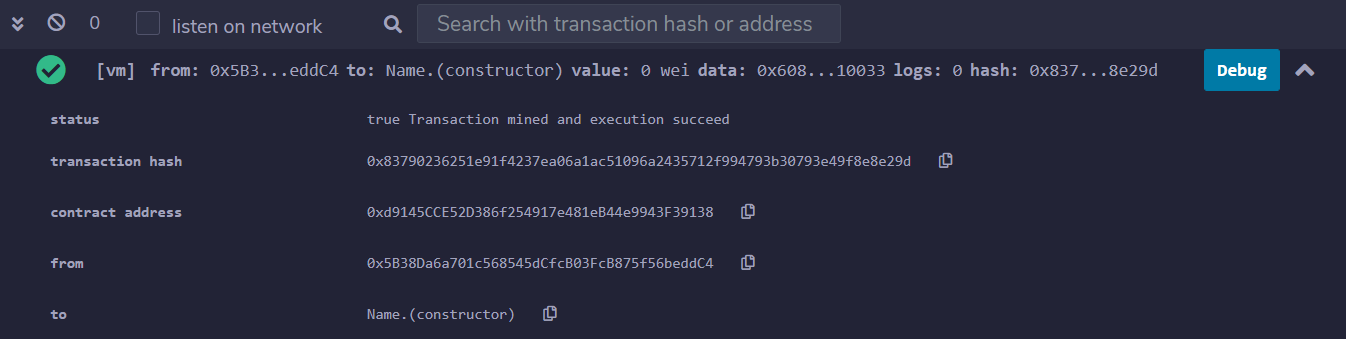 0 listen on network Search with transaction hash or address
[vm] from: 0x5B3...eddC4 to: Name.(constructor) value: 0 wei data: 0x608...10033 logs: 0 hash: 0x837...8e29d Debug
status true Transaction mined and execution succeed
transaction hash 0x83790236251e91f4237ea06a1ac51096a2435712f994793b30793e49f8e8e29d
contract address 0xd9145CCE52D386f254917e481eB44e9943F39138
from 0x5B38Da6a701c568545dCfcB03FcB875f56beddC4
to Name.(constructor)